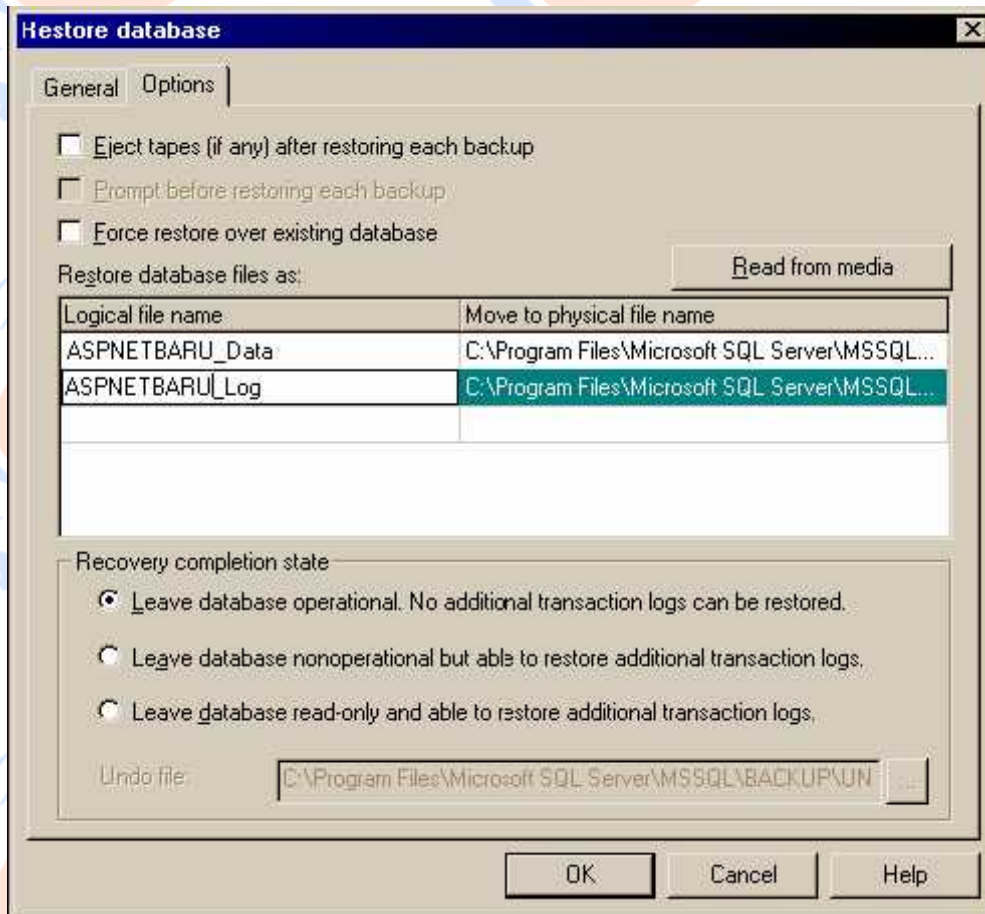 Restore database
General Options
Eject tapes (if any) after restoring each backup
Prompt before restoring each backup
Force restore over existing database
Restore database files as:
Read from media
Logical file name Move to physical file name
ASPNETBARU_Data C:\Program Files\Microsoft SQL Server\MSSQL...
ASPNETBARU_Log C:\Program Files\Microsoft SQL Server\MSSQL...
Recovery completion state
Leave database operational. No additional transaction logs can be restored.
Leave database nonoperational but able to restore additional transaction logs.
Leave database read-only and able to restore additional transaction logs.
Undo file: C:\Program Files\Microsoft SQL Server\MSSQL\BACKUP\UN ...
OK Cancel Help